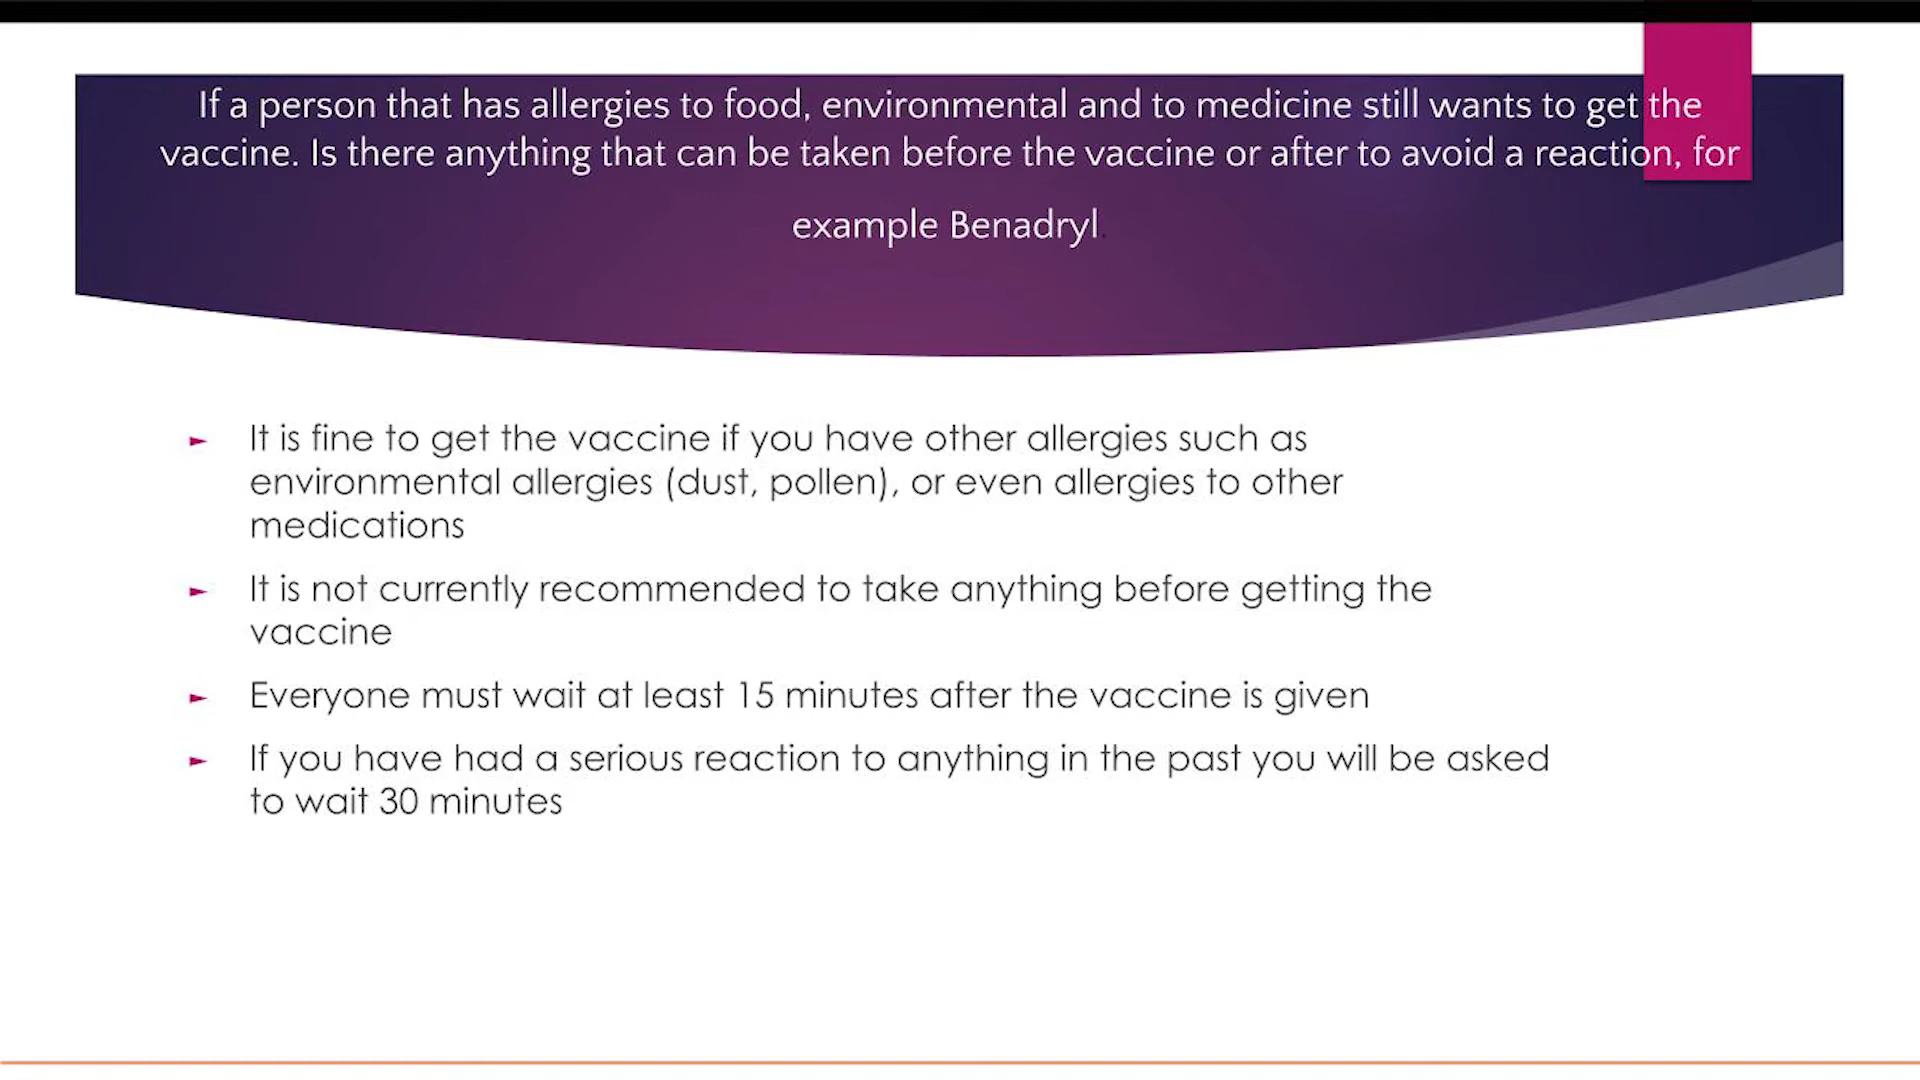 If a person that has allergies to food, environmental and to medicine still wants to get the
vaccine. Is there anything that can be taken before the vaccine or after to avoid a reaction, for
example Benadryl.
► It is fine to get the vaccine if you have other allergies such as
environmental allergies (dust, pollen), or even allergies to other
medications
► It is not currently recommended to take anything before getting the
vaccine
► Everyone must wait at least 15 minutes after the vaccine is given
► If you have had a serious reaction to anything in the past you will be asked
to wait 30 minutes